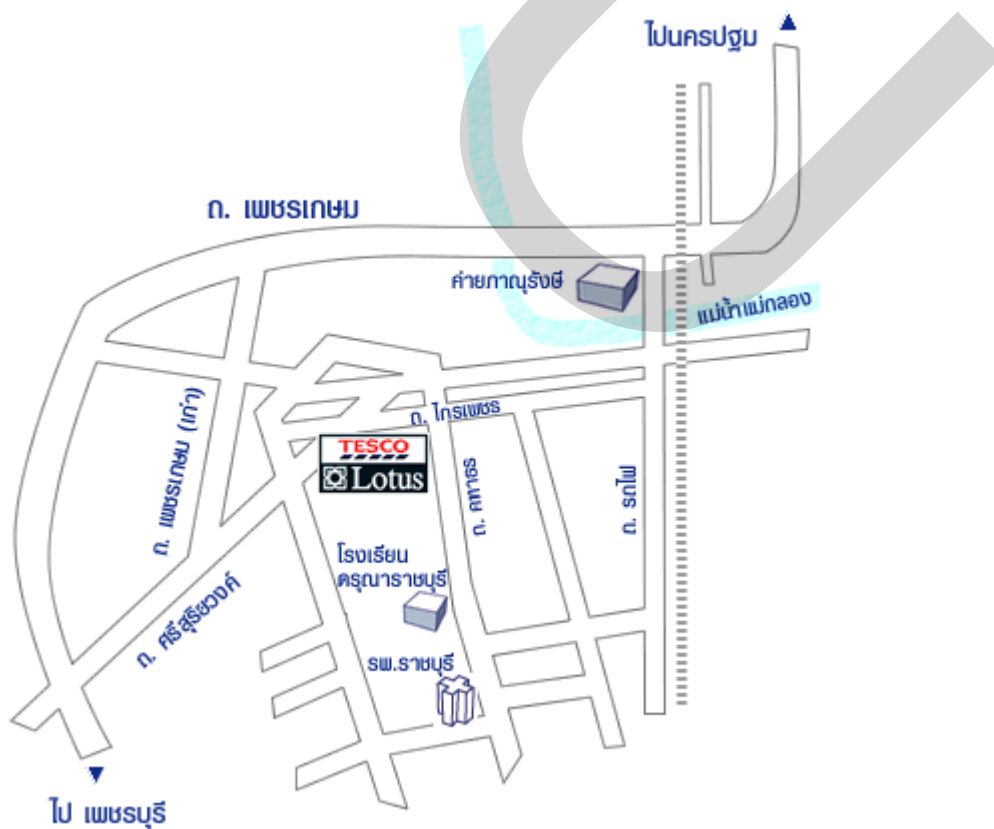 ไปนครปฐม
ถ. เพชรเกษม
ค่ายภาณุรังษี
แม่น้ำแม่กลอง
ถ. เพชรเกษม (เก่า)
ถ. ไกรเพชร
TESCO
Lotus
ถ. คฑาธร
ถ. รถไฟ
โรงเรียน
ดรุณาราชบุรี
ถ. ศรีสุริยวงศ์
รพ.ราชบุรี
ไป เพชรบุรี